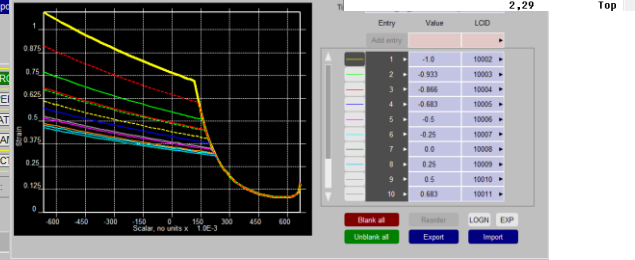 2,29 Top
Entry Value LCID
Add entry
1 -1.0 10002
2 -0.933 10003
3 -0.866 10004
4 -0.683 10005
5 -0.5 10006
6 -0.25 10007
7 0.0 10008
8 0.25 10009
9 0.5 10010
10 0.683 10011
Blank all Reorder LOGN EXP
Unblank all Export Import
1
0.875
0.75
0.625
0.5
0.375
0.25
0.125
0
-600 -450 -300 -150 0 150 300 450 600
Scalar, no units x 1.0E-3